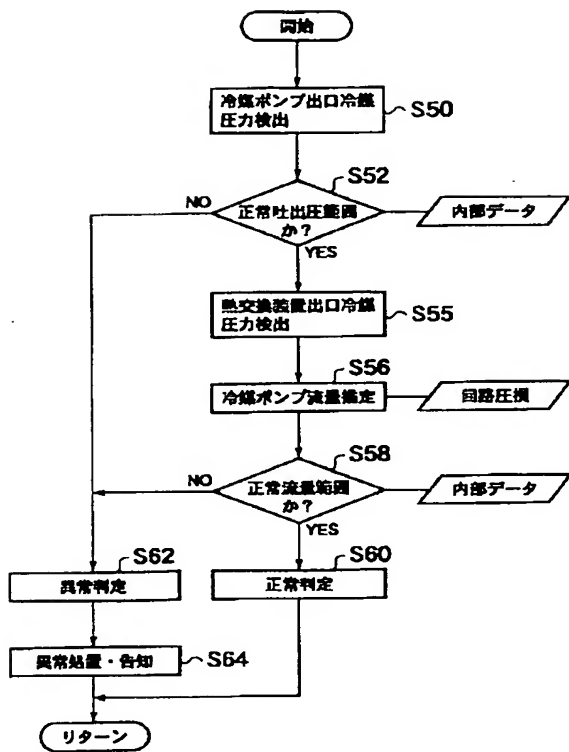 開始
冷媒ポンプ出口冷媒
圧力検出
S50
S52
NO
正常吐出圧範囲
か?
内部データ
YES
熱交換装置出口冷媒
圧力検出
S55
S56
冷媒ポンプ流量推定
回路圧損
S58
NO
正常流量範囲
か?
内部データ
YES
S62
異常判定
S60
正常判定
異常処置・告知
S64
リターン